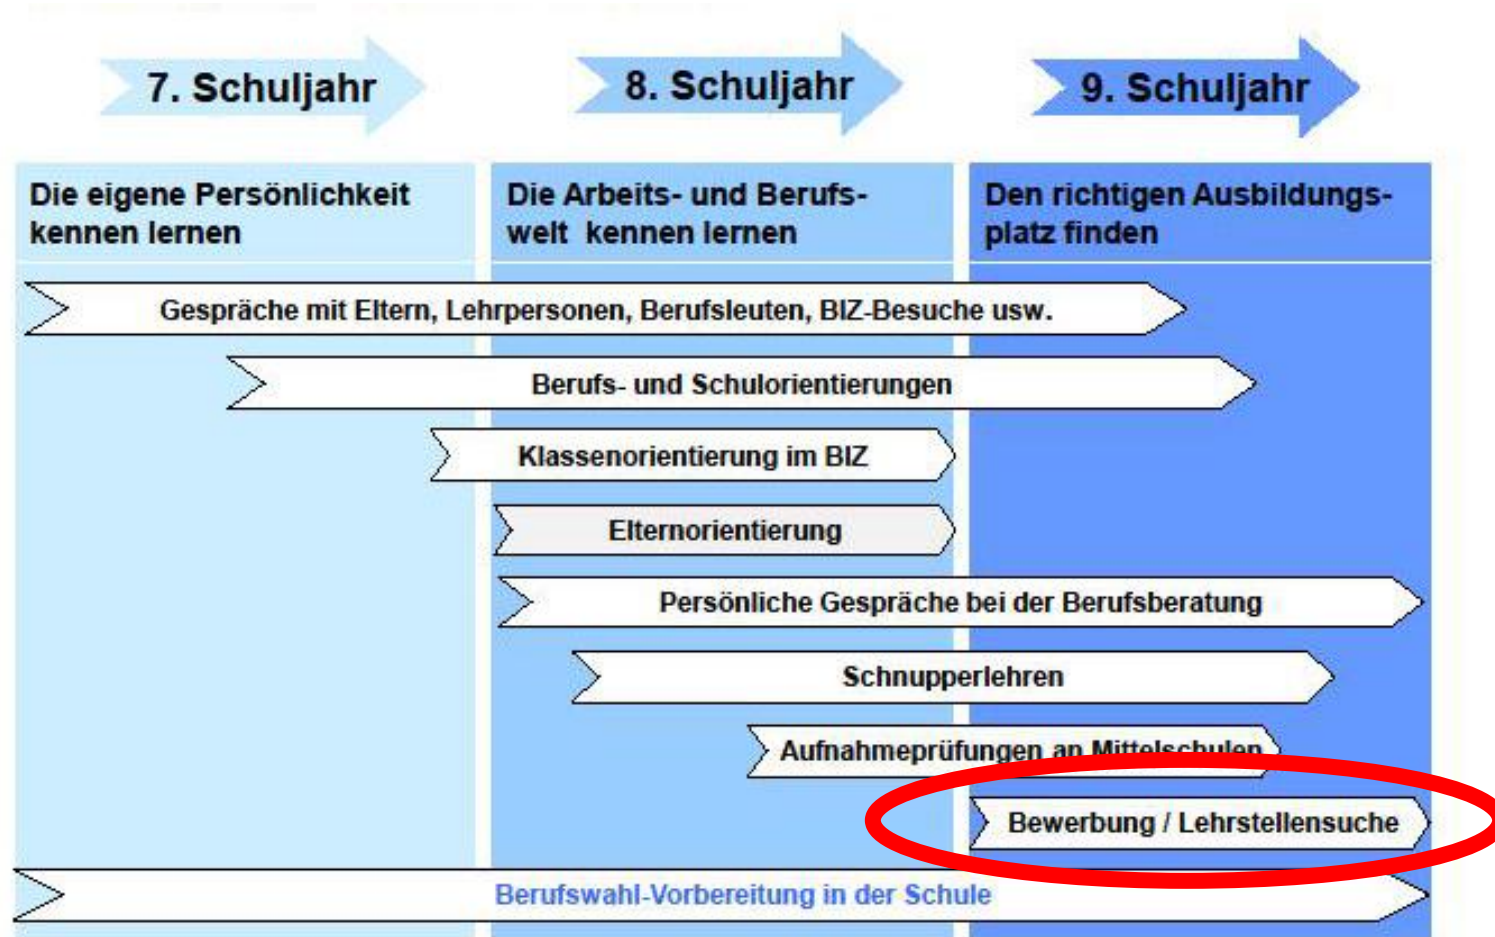 7. Schuljahr
8. Schuljahr
9. Schuljahr
Die eigene Persönlichkeit
kennen lernen
Die Arbeits- und Berufs-
welt kennen lernen
Den richtigen Ausbildungs-
platz finden
Gespräche mit Eltern, Lehrpersonen, Berufsleuten, BIZ-Besuche usw.
Berufs- und Schulorientierungen
Klassenorientierung im BIZ
Elternorientierung
Persönliche Gespräche bei der Berufsberatung
Schnupperlehren
Aufnahmeprüfungen an Mittelschulen
Bewerbung / Lehrstellensuche
Berufswahl-Vorbereitung in der Schule